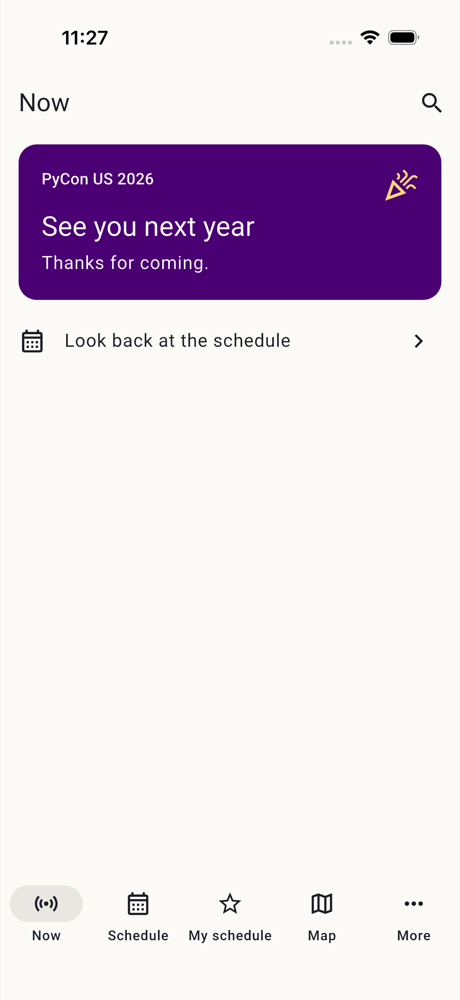 11:27
Now
PyCon US 2026
See you next year
Thanks for coming.
Look back at the schedule
Now
Schedule
My schedule
Map
More